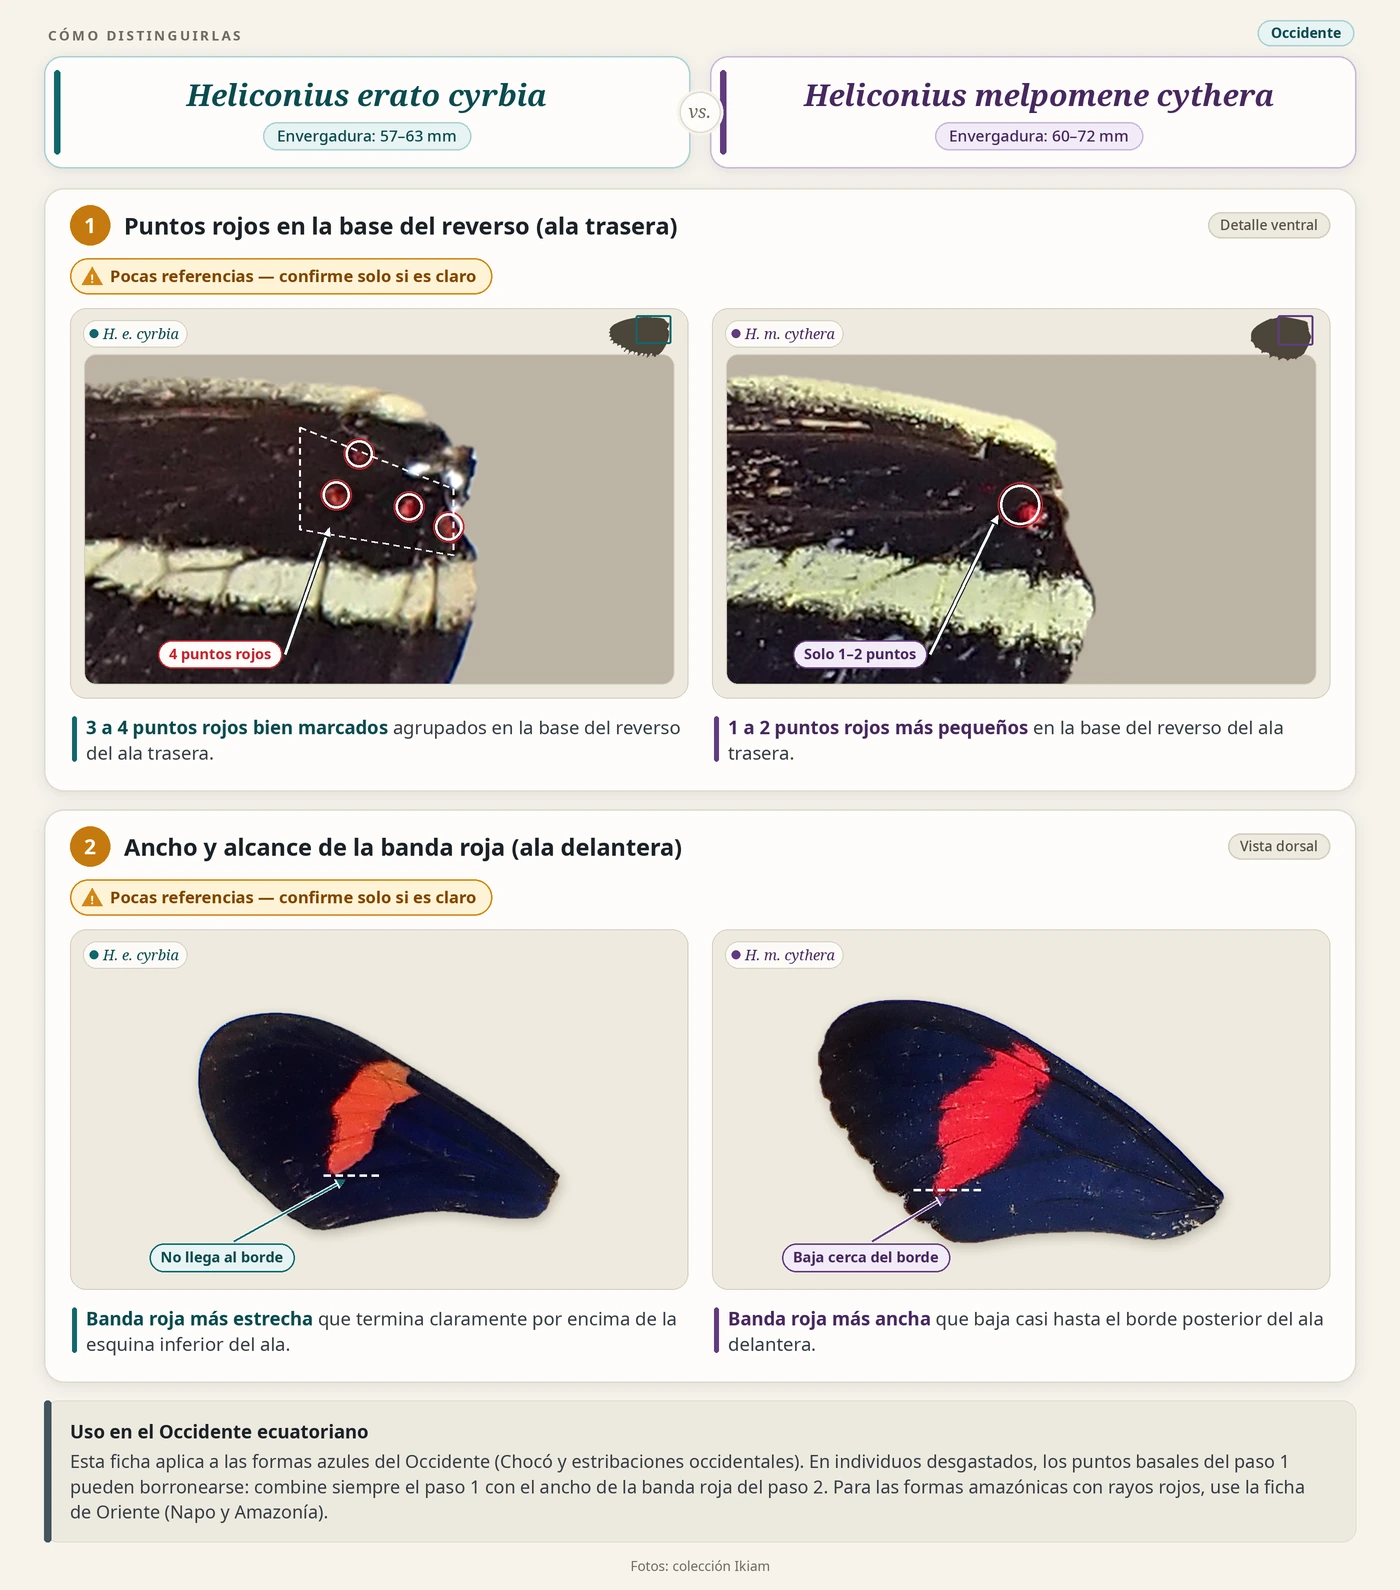 CÓMO DISTINGUIRLAS
Occidente
Heliconius erato cyrbia
Envergadura: 57–63 mm
vs.
Heliconius melpomene cythera
Envergadura: 60–72 mm
1
Puntos rojos en la base del reverso (ala trasera)
Detalle ventral
Pocas referencias — confirme solo si es claro
H. e. cyrbia
4 puntos rojos
H. m. cythera
Solo 1–2 puntos
3 a 4 puntos rojos bien marcados agrupados en la base del reverso
del ala trasera.
1 a 2 puntos rojos más pequeños en la base del reverso del ala
trasera.
2
Ancho y alcance de la banda roja (ala delantera)
Vista dorsal
Pocas referencias — confirme solo si es claro
H. e. cyrbia
No llega al borde
H. m. cythera
Baja cerca del borde
Banda roja más estrecha que termina claramente por encima de la
esquina inferior del ala.
Banda roja más ancha que baja casi hasta el borde posterior del ala
delantera.
Uso en el Occidente ecuatoriano
Esta ficha aplica a las formas azules del Occidente (Chocó y estribaciones occidentales). En individuos desgastados, los puntos basales del paso 1
pueden borronearse: combine siempre el paso 1 con el ancho de la banda roja del paso 2. Para las formas amazónicas con rayos rojos, use la ficha
de Oriente (Napo y Amazonía).
Fotos: colección Ikiam